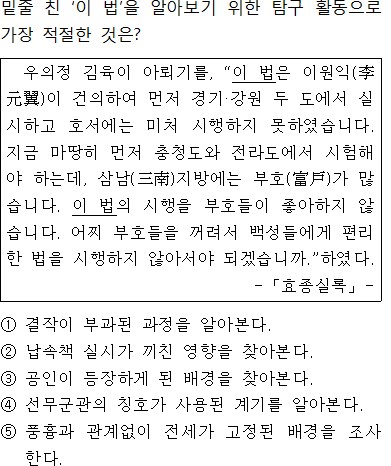 밑줄 친 ‘이 법’을 알아보기 위한 탐구 활동으로
가장 적절한 것은?
우의정 김육이 아뢰기를, “이 법은 이원익(李
元翼)이 건의하여 먼저 경기·강원 두 도에서 실
시하고 호서에는 미처 시행하지 못하였습니다.
지금 마땅히 먼저 충청도와 전라도에서 시험해
야 하는데, 삼남(三南)지방에는 부호(富戶)가 많
습니다. 이 법의 시행을 부호들이 좋아하지 않
습니다. 어찌 부호들을 꺼려서 백성들에게 편리
한 법을 시행하지 않아서야 되겠습니까.”하였다.
-「효종실록」-
① 결작이 부과된 과정을 알아본다.
② 납속책 실시가 끼친 영향을 찾아본다.
③ 공인이 등장하게 된 배경을 찾아본다.
④ 선무군관의 칭호가 사용된 계기를 알아본다.
⑤ 풍흉과 관계없이 전세가 고정된 배경을 조사
한다.